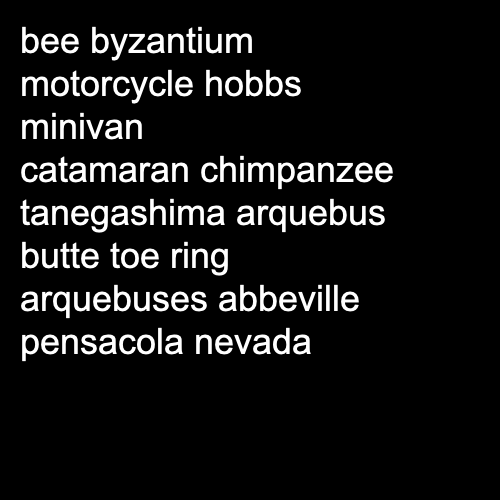 bee byzantium
motorcycle hobbs
minivan
catamaran chimpanzee
tanegashima arquebus
butte toe ring
arquebuses abbeville
pensacola nevada